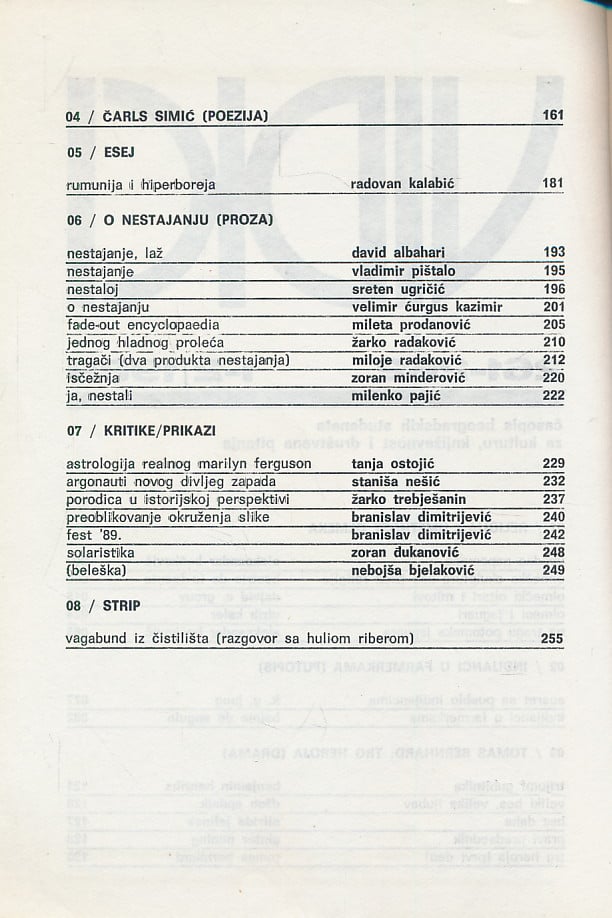 04 / ČARLS SIMIĆ (POEZIJA) 161
05 / ESEJ
rumunija i hiperboreja radovan kalabić 181
06 / O NESTAJANJU (PROZA)
nestajanje, laž david albahari 193
nestajanje vladimir pištalo 195
nestaloj sreten ugričić 196
o nestajanju velimir ćurgus kazimir 201
fade-out encyclopaedia mileta prodanović 205
jednog hladnog proleća žarko radaković 210
tragači (dva produkta nestajanja) miloje radaković 212
iščežnja zoran minderović 220
ja, nestali milenko pajić 222
07 / KRITIKE/PRIKAZI
astrologija realnog marilyn ferguson tanja ostojić 229
argonauti novog divljeg zapada staniša nešić 232
porodica u istorijskoj perspektivi žarko trebješanin 237
preoblikovanje okruženja slike branislav dimitrijević 240
fest '89. branislav dimitrijević 242
solaristika zoran đukanović 248
(beleška) nebojša bjelaković 249
08 / STRIP
vagabund iz čistilišta (razgovor sa huliom riberom) 255